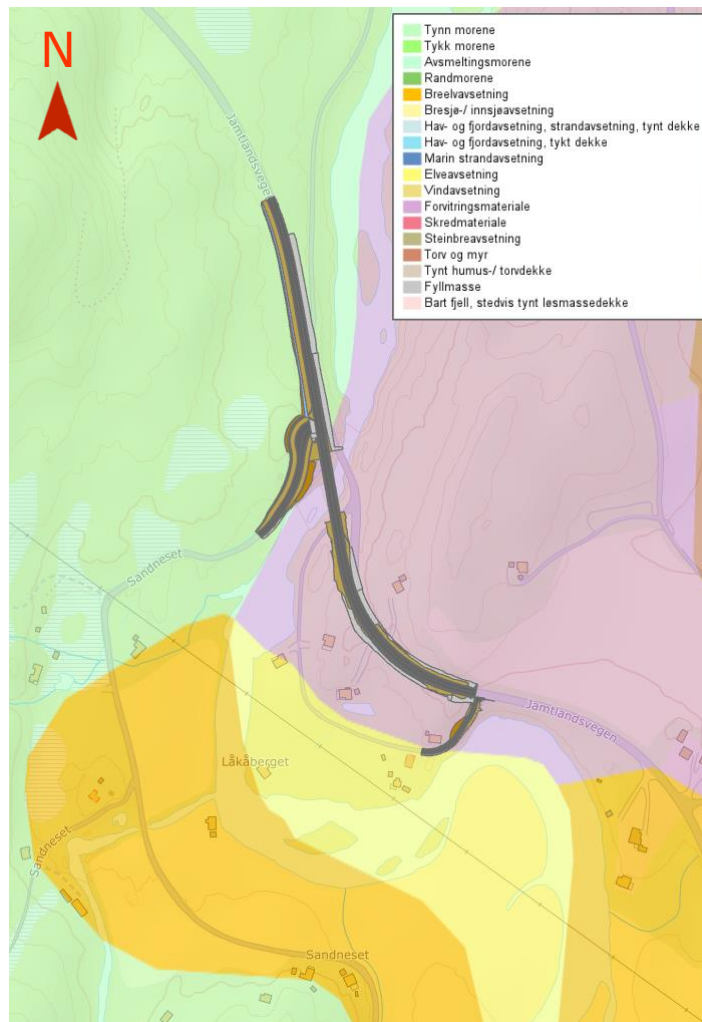 N
Tynn morene
Tykk morene
Avsmeltingsmorene
Randmorene
Breelvavsetning
Bresjø-/ innsjøavsetning
Hav- og fjordavsetning, strandavsetning, tynt dekke
Hav- og fjordavsetning, tykt dekke
Marin strandavsetning
Elveavsetning
Vindavsetning
Forvitringsmateriale
Skredmateriale
Steinbreavsetning
Torv og myr
Tynt humus-/ torvdekke
Fyllmasse
Bart fjell, stedvis tynt løsmassedekke
Jämtlandsvegen
Sandneset
Jämtlandsvegen
Låkåberget
Sandneset
Sandneset